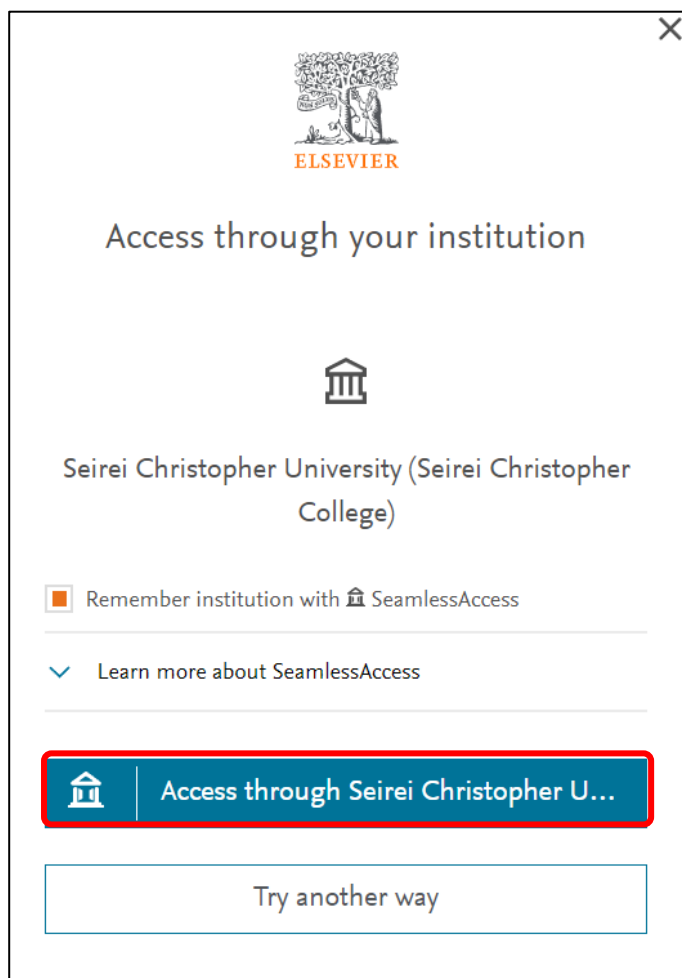 ELSEVIER
Access through your institution
Seirei Christopher University (Seirei Christopher
College)
Remember institution with SeamlessAccess
Learn more about SeamlessAccess
Access through Seirei Christopher U...
Try another way